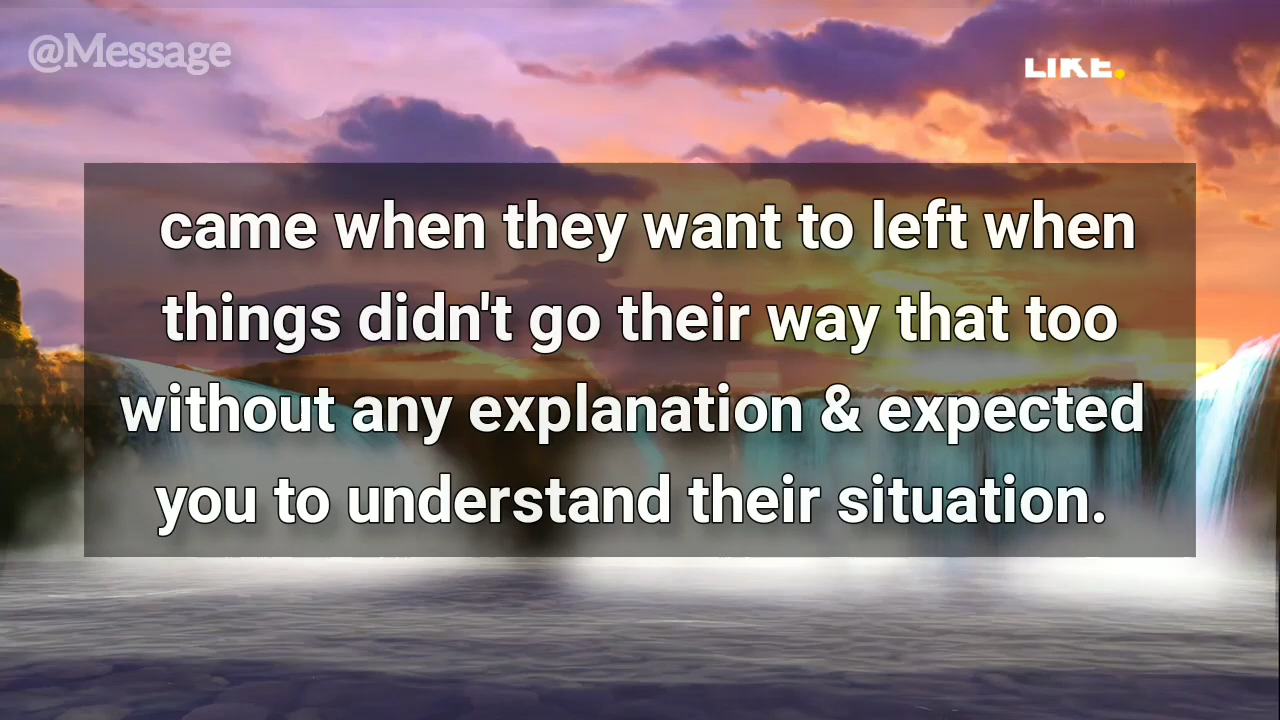 @Message
LIKE.
came when they want to left when
things didn't go their way that too
without any explanation & expected
you to understand their situation.